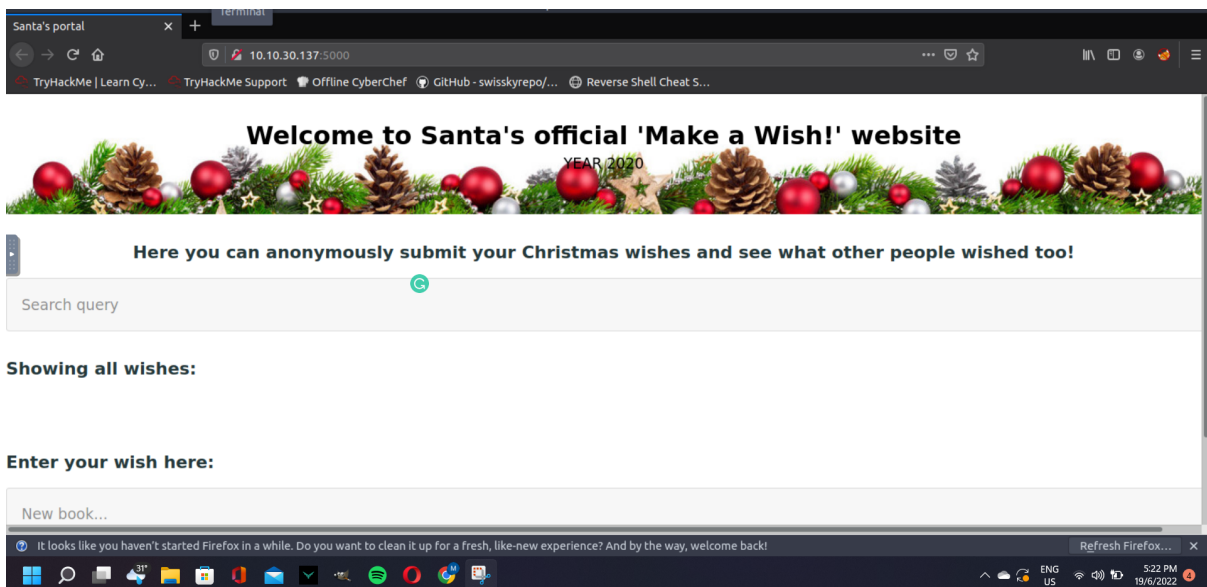 Terminal
Santa's portal
10.10.30.137:5000
TryHackMe | Learn Cy...
TryHackMe Support
Offline CyberChef
GitHub - swisskyrepo/...
Reverse Shell Cheat S...
Welcome to Santa's official 'Make a Wish!' website
YEAR 2020
Here you can anonymously submit your Christmas wishes and see what other people wished too!
Search query
Showing all wishes:
Enter your wish here:
New book...
It looks like you haven't started Firefox in a while. Do you want to clean it up for a fresh, like-new experience? And by the way, welcome back!
Refresh Firefox...
31°
ENG
US
5:22 PM
19/6/2022
4